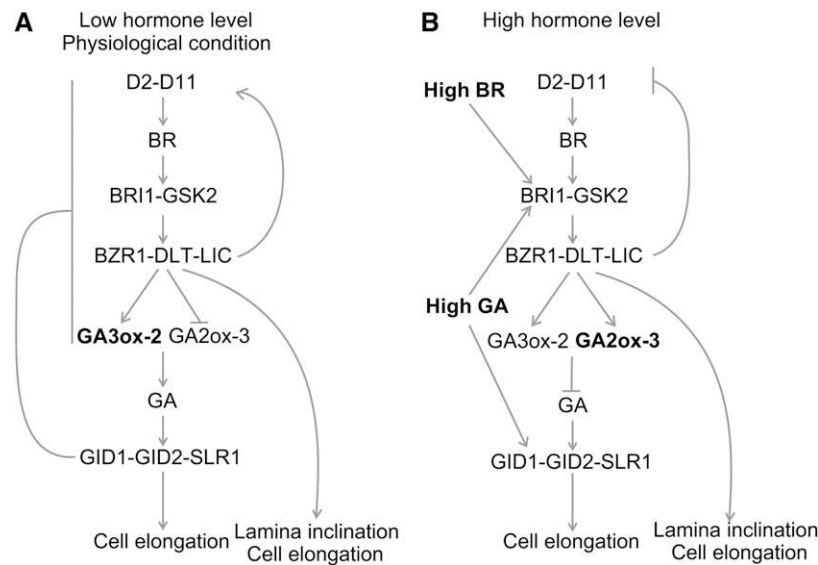 A
Low hormone level
Physiological condition
D2-D11
BR
BRI1-GSK2
BZR1-DLT-LIC
GA3ox-2 GA2ox-3
GA
GID1-GID2-SLR1
Cell elongation
Lamina inclination
Cell elongation
B
High hormone level
High BR
D2-D11
BR
BRI1-GSK2
BZR1-DLT-LIC
High GA
GA3ox-2 GA2ox-3
GA
GID1-GID2-SLR1
Cell elongation
Lamina inclination
Cell elongation